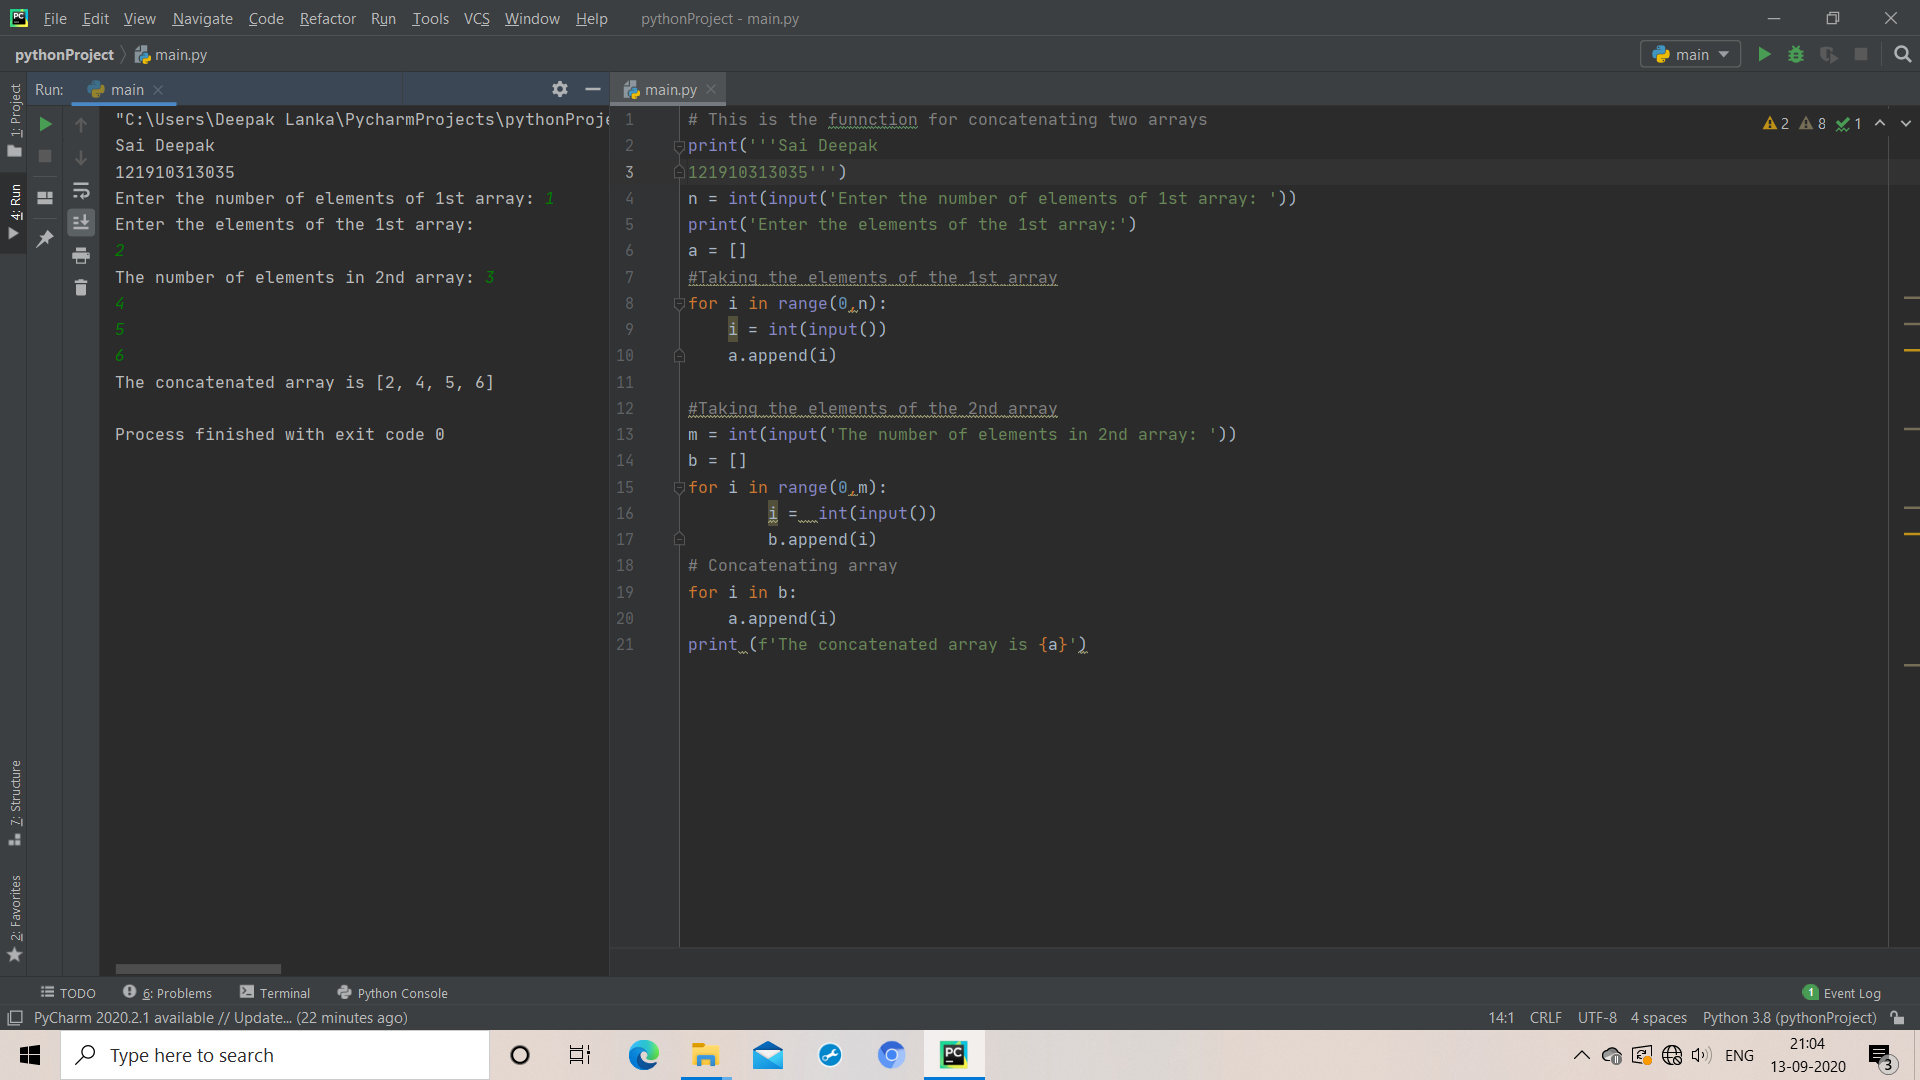 File Edit View Navigate Code Refactor Run Tools VCS Window Help pythonProject - main.py
pythonProject main.py main
Run: main
main.py
1: Project
4: Run
7: Structure
2: Favorites
"C:\Users\Deepak Lanka\PycharmProjects\pythonProje
Sai Deepak
121910313035
Enter the number of elements of 1st array: 1
Enter the elements of the 1st array:
2
The number of elements in 2nd array: 3
4
5
6
The concatenated array is [2, 4, 5, 6]
Process finished with exit code 0
2 8 1
1 # This is the funnction for concatenating two arrays
2 print('''Sai Deepak
3 121910313035''')
4 n = int(input('Enter the number of elements of 1st array: '))
5 print('Enter the elements of the 1st array:')
6 a = []
7 #Taking the elements of the 1st array
8 for i in range(0,n):
9     i = int(input())
10     a.append(i)
11
12 #Taking the elements of the 2nd array
13 m = int(input('The number of elements in 2nd array: '))
14 b = []
15 for i in range(0,m):
16         i =  int(input())
17         b.append(i)
18 # Concatenating array
19 for i in b:
20     a.append(i)
21 print (f'The concatenated array is {a}')
TODO 6: Problems Terminal Python Console 1 Event Log
PyCharm 2020.2.1 available // Update... (22 minutes ago) 14:1 CRLF UTF-8 4 spaces Python 3.8 (pythonProject)
Type here to search
PC
ENG
21:04
13-09-2020
3